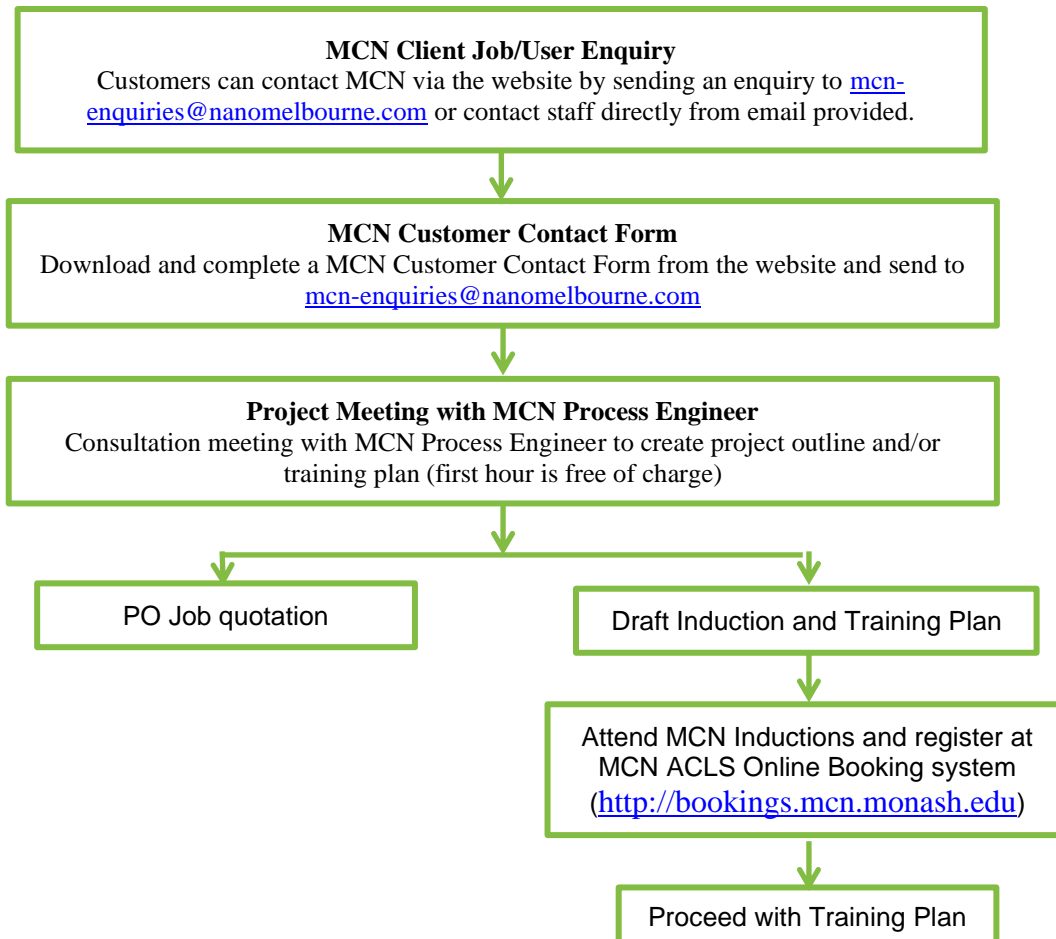 MCN Client Job/User Enquiry
Customers can contact MCN via the website by sending an enquiry to mcn-
enquiries@nanomelbourne.com or contact staff directly from email provided.
MCN Customer Contact Form
Download and complete a MCN Customer Contact Form from the website and send to
mcn-enquiries@nanomelbourne.com
Project Meeting with MCN Process Engineer
Consultation meeting with MCN Process Engineer to create project outline and/or
training plan (first hour is free of charge)
PO Job quotation
Draft Induction and Training Plan
Attend MCN Inductions and register at
MCN ACLS Online Booking system
(http://bookings.mcn.monash.edu)
Proceed with Training Plan